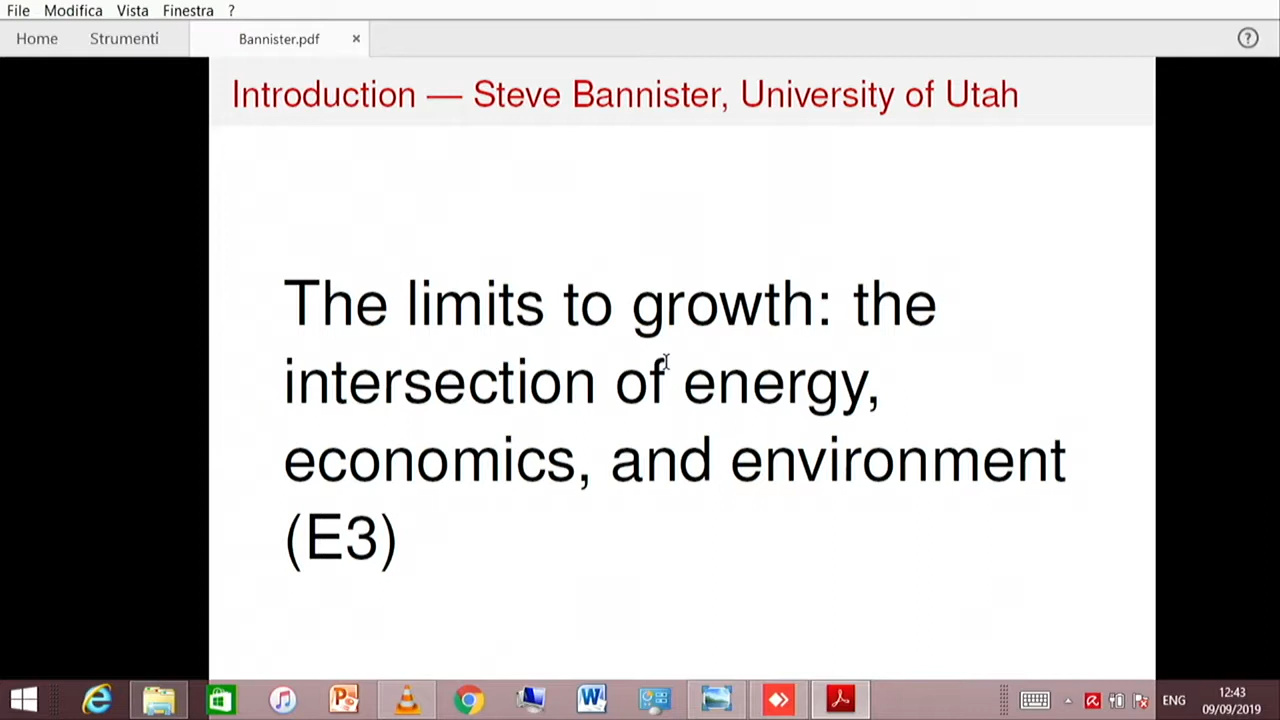 File Modifica Vista Finestra ?
Home Strumenti Bannister.pdf ×
Introduction — Steve Bannister, University of Utah
The limits to growth: the
intersection of energy,
economics, and environment
(E3)
ENG 12:43
09/09/2019